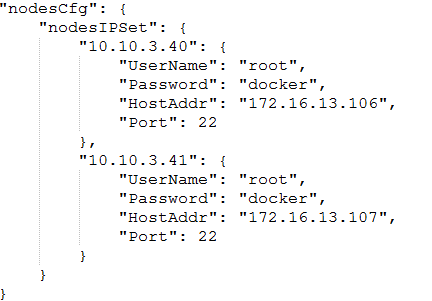 "nodesCfg": {
    "nodesIPSet": {
        "10.10.3.40": {
            "UserName": "root",
            "Password": "docker",
            "HostAddr": "172.16.13.106",
            "Port": 22
        },
        "10.10.3.41": {
            "UserName": "root",
            "Password": "docker",
            "HostAddr": "172.16.13.107",
            "Port": 22
        }
    }
}